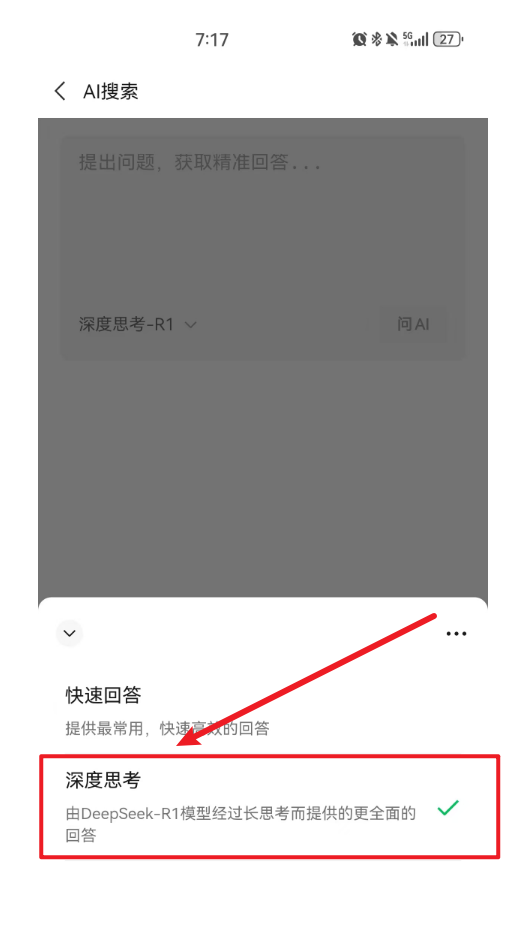 7:17
5G
27
AI搜索
提出问题，获取精准回答...
深度思考-R1
问AI
快速回答
提供最常用，快速高效的回答
深度思考
由DeepSeek-R1模型经过长思考而提供的更全面的
回答